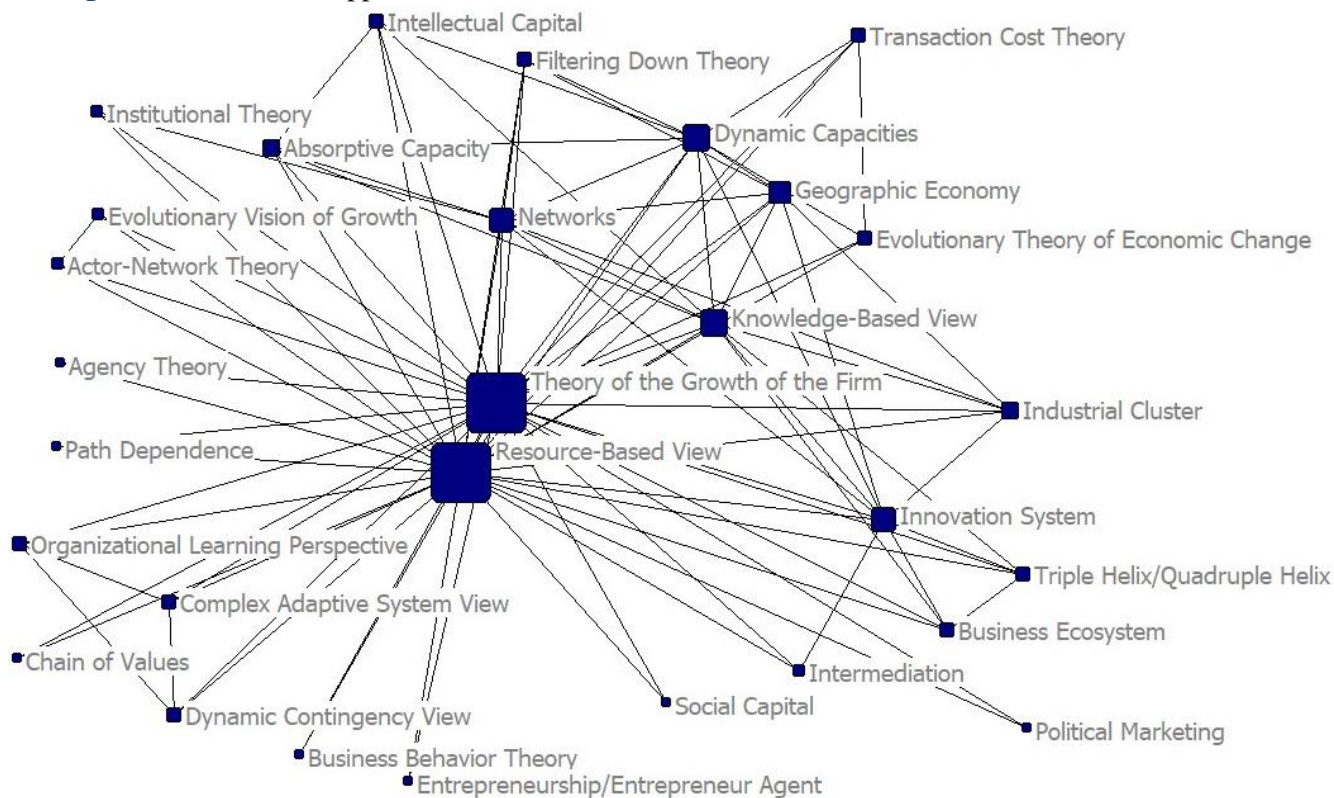 Intellectual Capital
Transaction Cost Theory
Filtering Down Theory
Institutional Theory
Dynamic Capacities
Absorptive Capacity
Geographic Economy
Evolutionary Vision of Growth
Networks
Evolutionary Theory of Economic Change
Actor-Network Theory
Knowledge-Based View
Agency Theory
Theory of the Growth of the Firm
Industrial Cluster
Path Dependence
Resource-Based View
Innovation System
Organizational Learning Perspective
Triple Helix/Quadruple Helix
Complex Adaptive System View
Business Ecosystem
Chain of Values
Intermediation
Social Capital
Dynamic Contingency View
Political Marketing
Business Behavior Theory
Entrepreneurship/Entrepreneur Agent